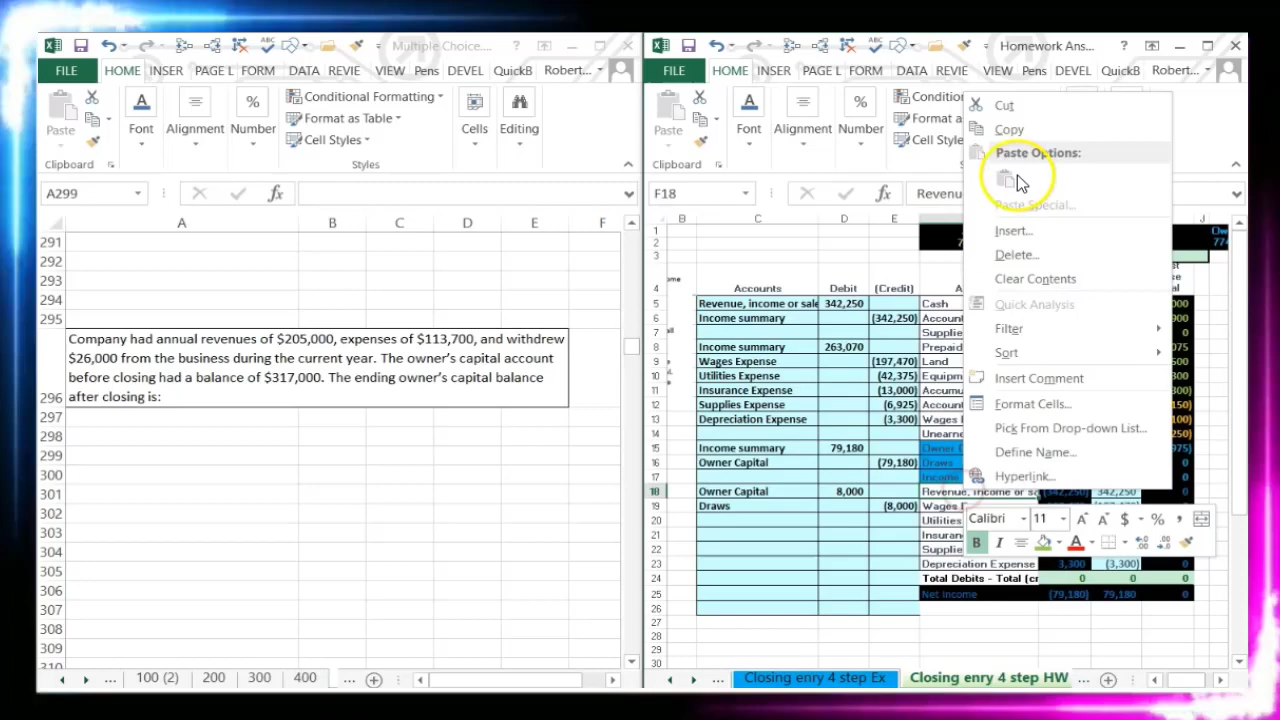 Multiple Choice....
Homework Ans...
FILE HOME INSER PAGE L FORM DATA REVIE VIEW Pens DEVEL QuickB Robert...
FILE HOME INSER PAGE L FORM DATA REVIE VIEW Pens DEVEL QuickB Robert...
Paste Font Alignment Number Conditional Formatting Format as Table Cell Styles Cells Editing
Clipboard Styles
Paste Font Alignment Number
Clipboard
A299
F18 Revenu
A B C D E F
291
292
293
294
295
Company had annual revenues of $205,000, expenses of $113,700, and withdrew
$26,000 from the business during the current year. The owner's capital account
before closing had a balance of $317,000. The ending owner's capital balance
296 after closing is:
297
298
299
300
301
302
303
304
305
306
307
308
309
100 (2) 200 300 400
B C D E J
1
2
3
4 Accounts Debit (Credit)
5 Revenue, income or sale 342,250 Cash
6 Income summary (342,250) Accoun
7 Supplie
8 Income summary 263,070 Prepaid
9 Wages Expense (197,470) Land
10 Utilities Expense (42,375) Equipm
11 Insurance Expense (13,000) Accumu
12 Supplies Expense (6,925) Accoun
13 Depreciation Expense (3,300) Wages
14 Unearne
15 Income summary 79,180 Owner
16 Owner Capital (79,180) Draws
17 Income
18 Owner Capital 8,000 Revenue, income or sa (342,250) 342,250
19 Draws (8,000) Wages
20 Utilities
21 Insuran
22 Supplie
23 Depreciation Expense 3,300 (3,300) 0
24 Total Debits - Total (cr 0 0 0
25 Net Income (79,180) 79,180 0
26
27
28
29
30
Closing enry 4 step Ex Closing enry 4 step HW
Cut
Copy
Paste Options:
Paste Special...
Insert...
Delete...
Clear Contents
Quick Analysis
Filter
Sort
Insert Comment
Format Cells...
Pick From Drop-down List...
Define Name...
Hyperlink...
Calibri 11 A A $ % ,
B I A